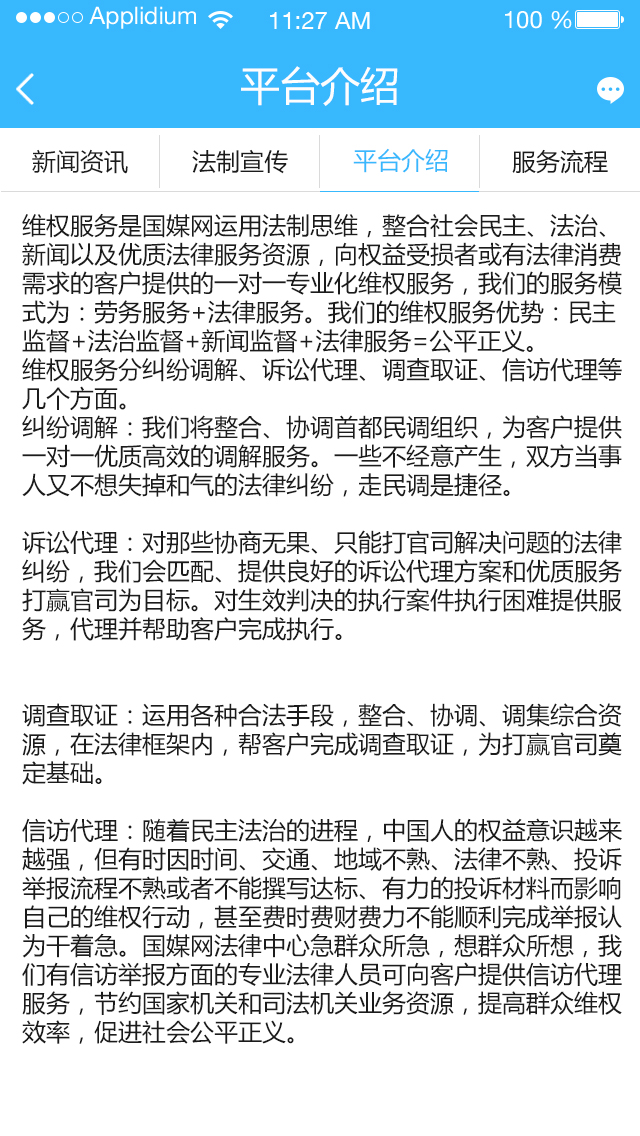 Applidium 11:27 AM 100 %
平台介绍
新闻资讯 法制宣传 平台介绍 服务流程
维权服务是国媒网运用法制思维，整合社会民主、法治、
新闻以及优质法律服务资源，向权益受损者或有法律消费
需求的客户提供的一对一专业化维权服务，我们的服务模
式为：劳务服务+法律服务。我们的维权服务优势：民主
监督+法治监督+新闻监督+法律服务=公平正义。
维权服务分纠纷调解、诉讼代理、调查取证、信访代理等
几个方面。
纠纷调解：我们将整合、协调首都民调组织，为客户提供
一对一优质高效的调解服务。一些不经意产生，双方当事
人又不想失掉和气的法律纠纷，走民调是捷径。
诉讼代理：对那些协商无果、只能打官司解决问题的法律
纠纷，我们会匹配、提供良好的诉讼代理方案和优质服务
打赢官司为目标。对生效判决的执行案件执行困难提供服
务，代理并帮助客户完成执行。
调查取证：运用各种合法手段，整合、协调、调集综合资
源，在法律框架内，帮客户完成调查取证，为打赢官司奠
定基础。
信访代理：随着民主法治的进程，中国人的权益意识越来
越强，但有时因时间、交通、地域不熟、法律不熟、投诉
举报流程不熟或者不能撰写达标、有力的投诉材料而影响
自己的维权行动，甚至费时费财费力不能顺利完成举报认
为干着急。国媒网法律中心急群众所急，想群众所想，我
们有信访举报方面的专业法律人员可向客户提供信访代理
服务，节约国家机关和司法机关业务资源，提高群众维权
效率，促进社会公平正义。